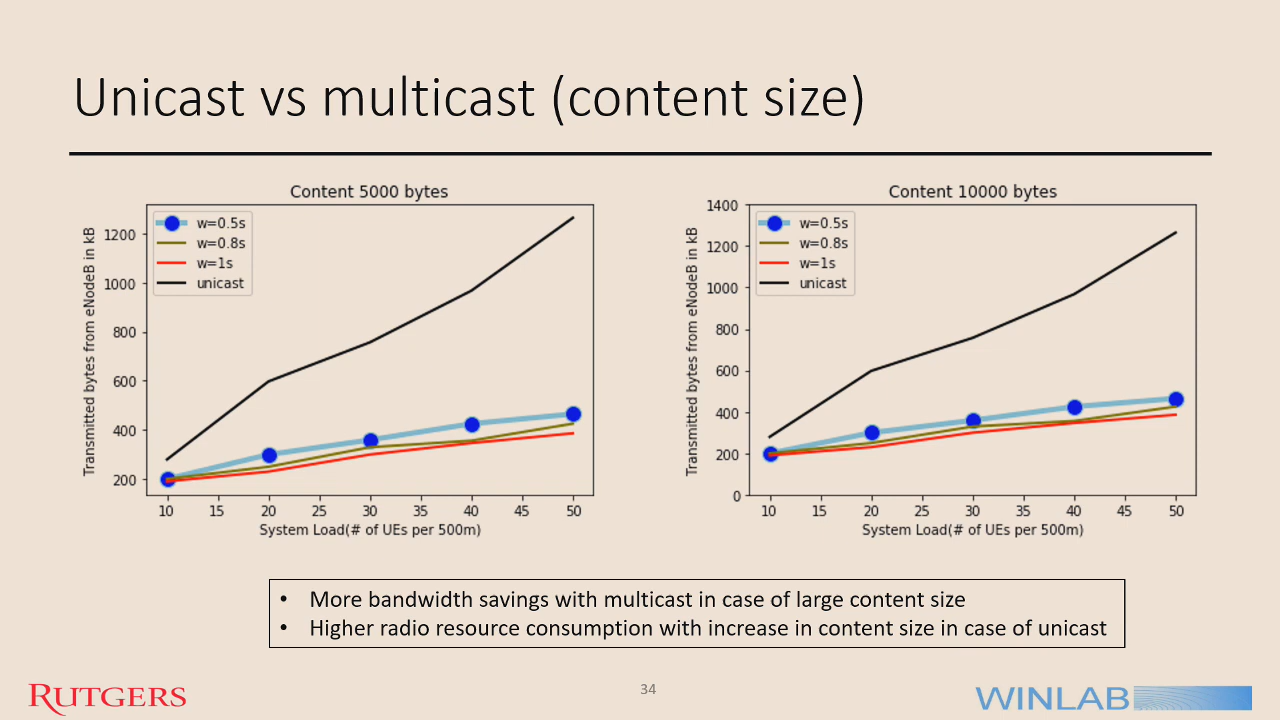 Unicast vs multicast (content size)
Content 5000 bytes
w=0.5s
w=0.8s
w=1s
unicast
1200
1000
800
600
400
200
Transmitted bytes from eNodeB in kB
10 15 20 25 30 35 40 45 50
System Load(# of UEs per 500m)
Content 10000 bytes
w=0.5s
w=0.8s
w=1s
unicast
1400
1200
1000
800
600
400
200
0
Transmitted bytes from eNodeB in kB
10 15 20 25 30 35 40 45 50
System Load(# of UEs per 500m)
• More bandwidth savings with multicast in case of large content size
• Higher radio resource consumption with increase in content size in case of unicast
RUTGERS
34
WINLAB